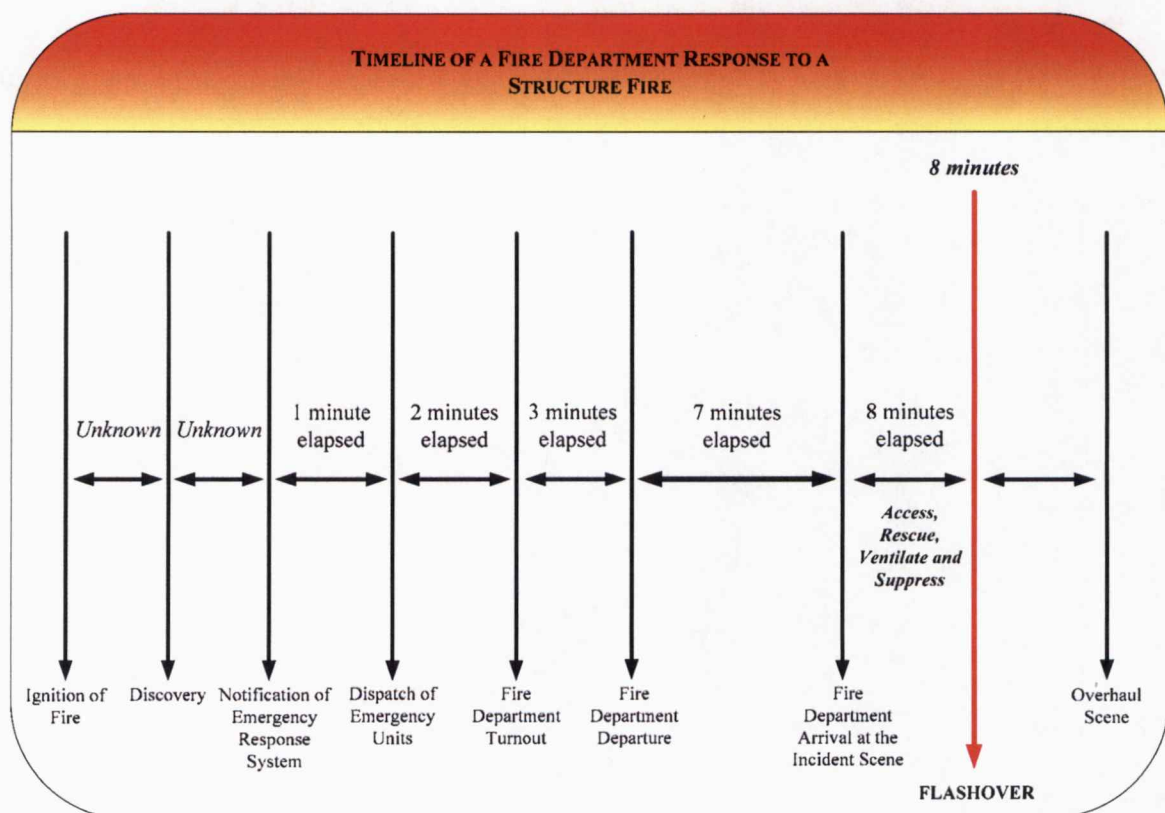 TIMELINE OF A FIRE DEPARTMENT RESPONSE TO A
STRUCTURE FIRE
8 minutes
Unknown
Unknown
1 minute
elapsed
2 minutes
elapsed
3 minutes
elapsed
7 minutes
elapsed
8 minutes
elapsed
Access,
Rescue,
Ventilate and
Suppress
Ignition of
Fire
Discovery
Notification of
Emergency
Response
System
Dispatch of
Emergency
Units
Fire
Department
Turnout
Fire
Department
Departure
Fire
Department
Arrival at the
Incident Scene
FLASHOVER
Overhaul
Scene